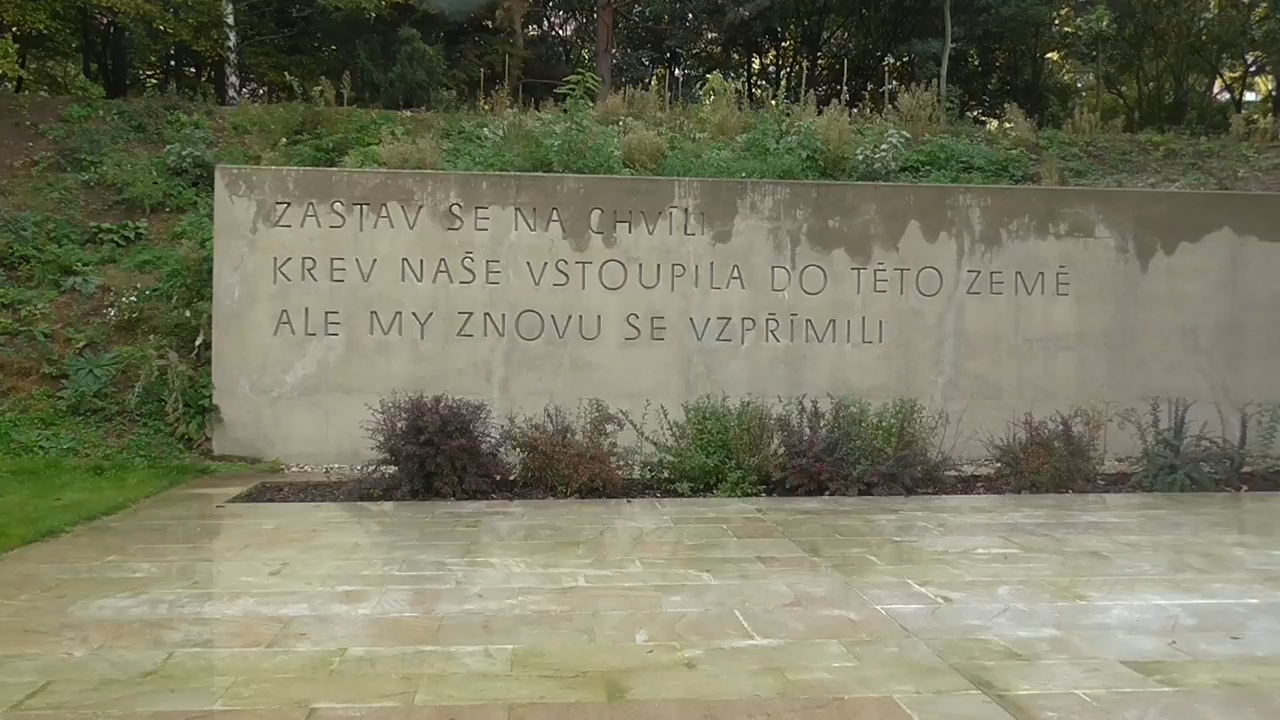 ZASTAV SE NA CHVÍLI
KREV NAŠE VSTOUPILA DO TÉTO ZEMĚ
ALE MY ZNOVU SE VZPŘÍMILI